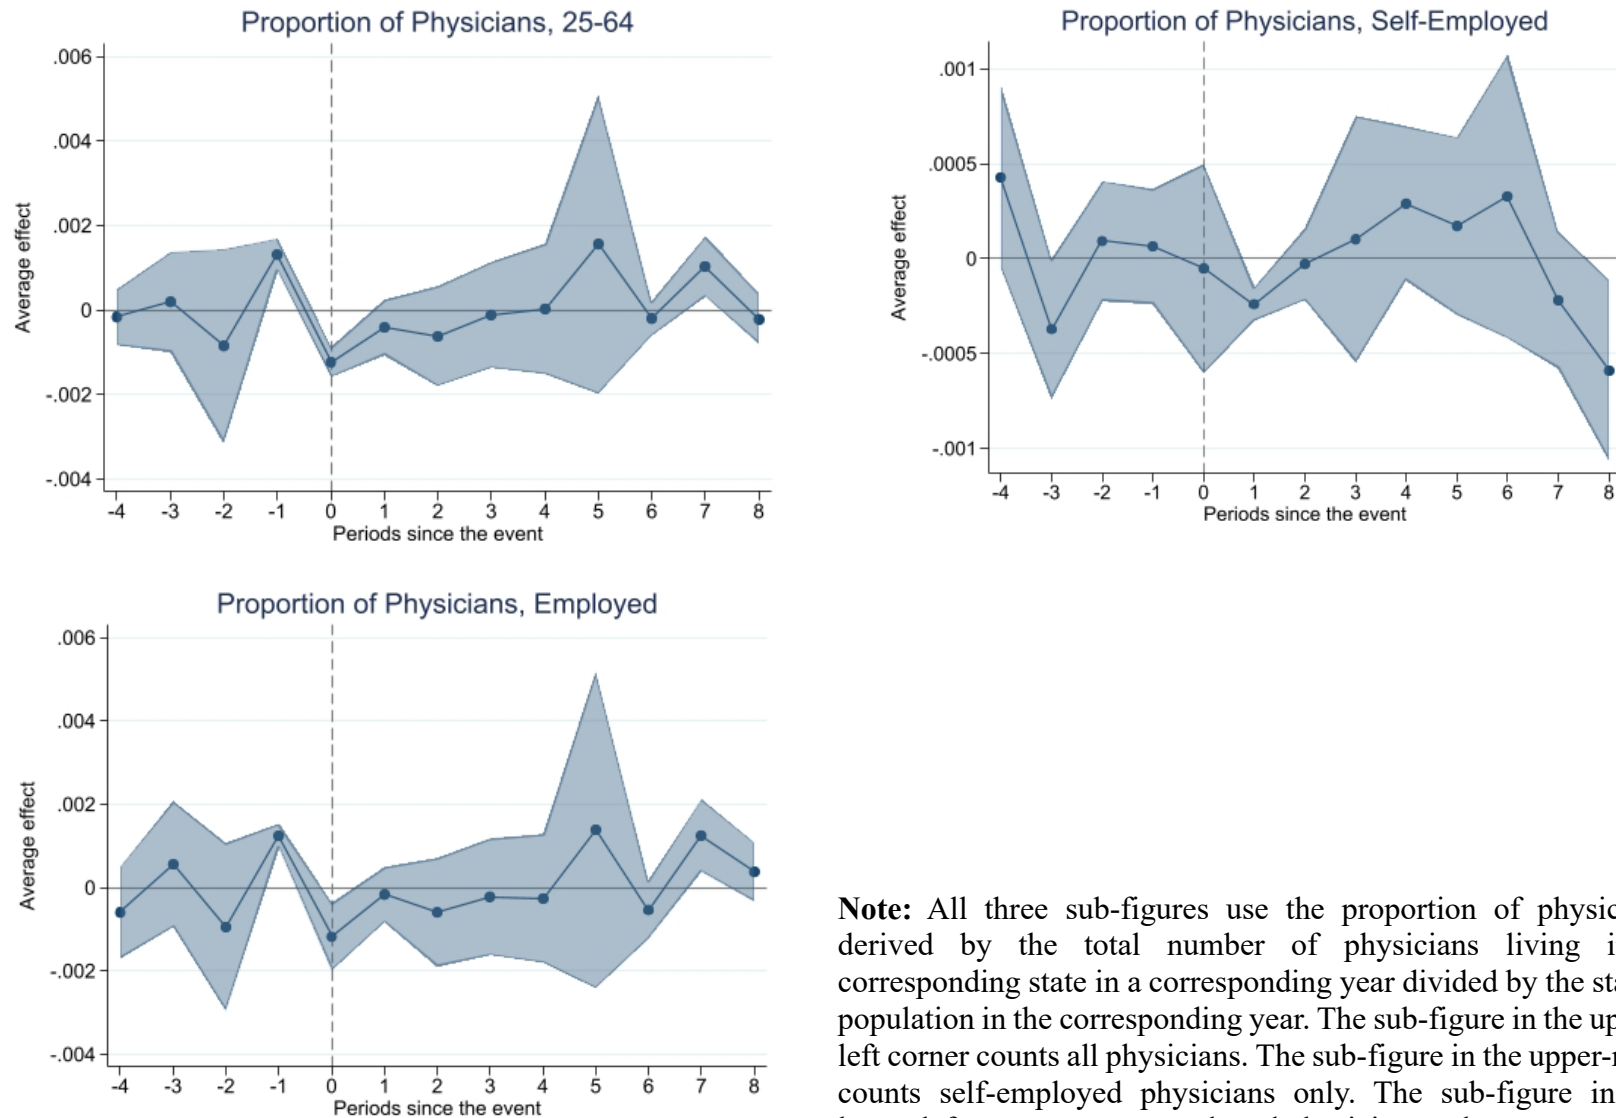 Proportion of Physicians, 25-64
.006
.004
.002
0
-.002
-.004
Average effect
-4 -3 -2 -1 0 1 2 3 4 5 6 7 8
Periods since the event
Proportion of Physicians, Self-Employed
.001
.0005
0
-.0005
-.001
Average effect
-4 -3 -2 -1 0 1 2 3 4 5 6 7 8
Periods since the event
Proportion of Physicians, Employed
.006
.004
.002
0
-.002
-.004
Average effect
-4 -3 -2 -1 0 1 2 3 4 5 6 7 8
Periods since the event
Note: All three sub-figures use the proportion of physic
derived by the total number of physicians living i
corresponding state in a corresponding year divided by the sta
population in the corresponding year. The sub-figure in the up
left corner counts all physicians. The sub-figure in the upper-r
counts self-employed physicians only. The sub-figure in